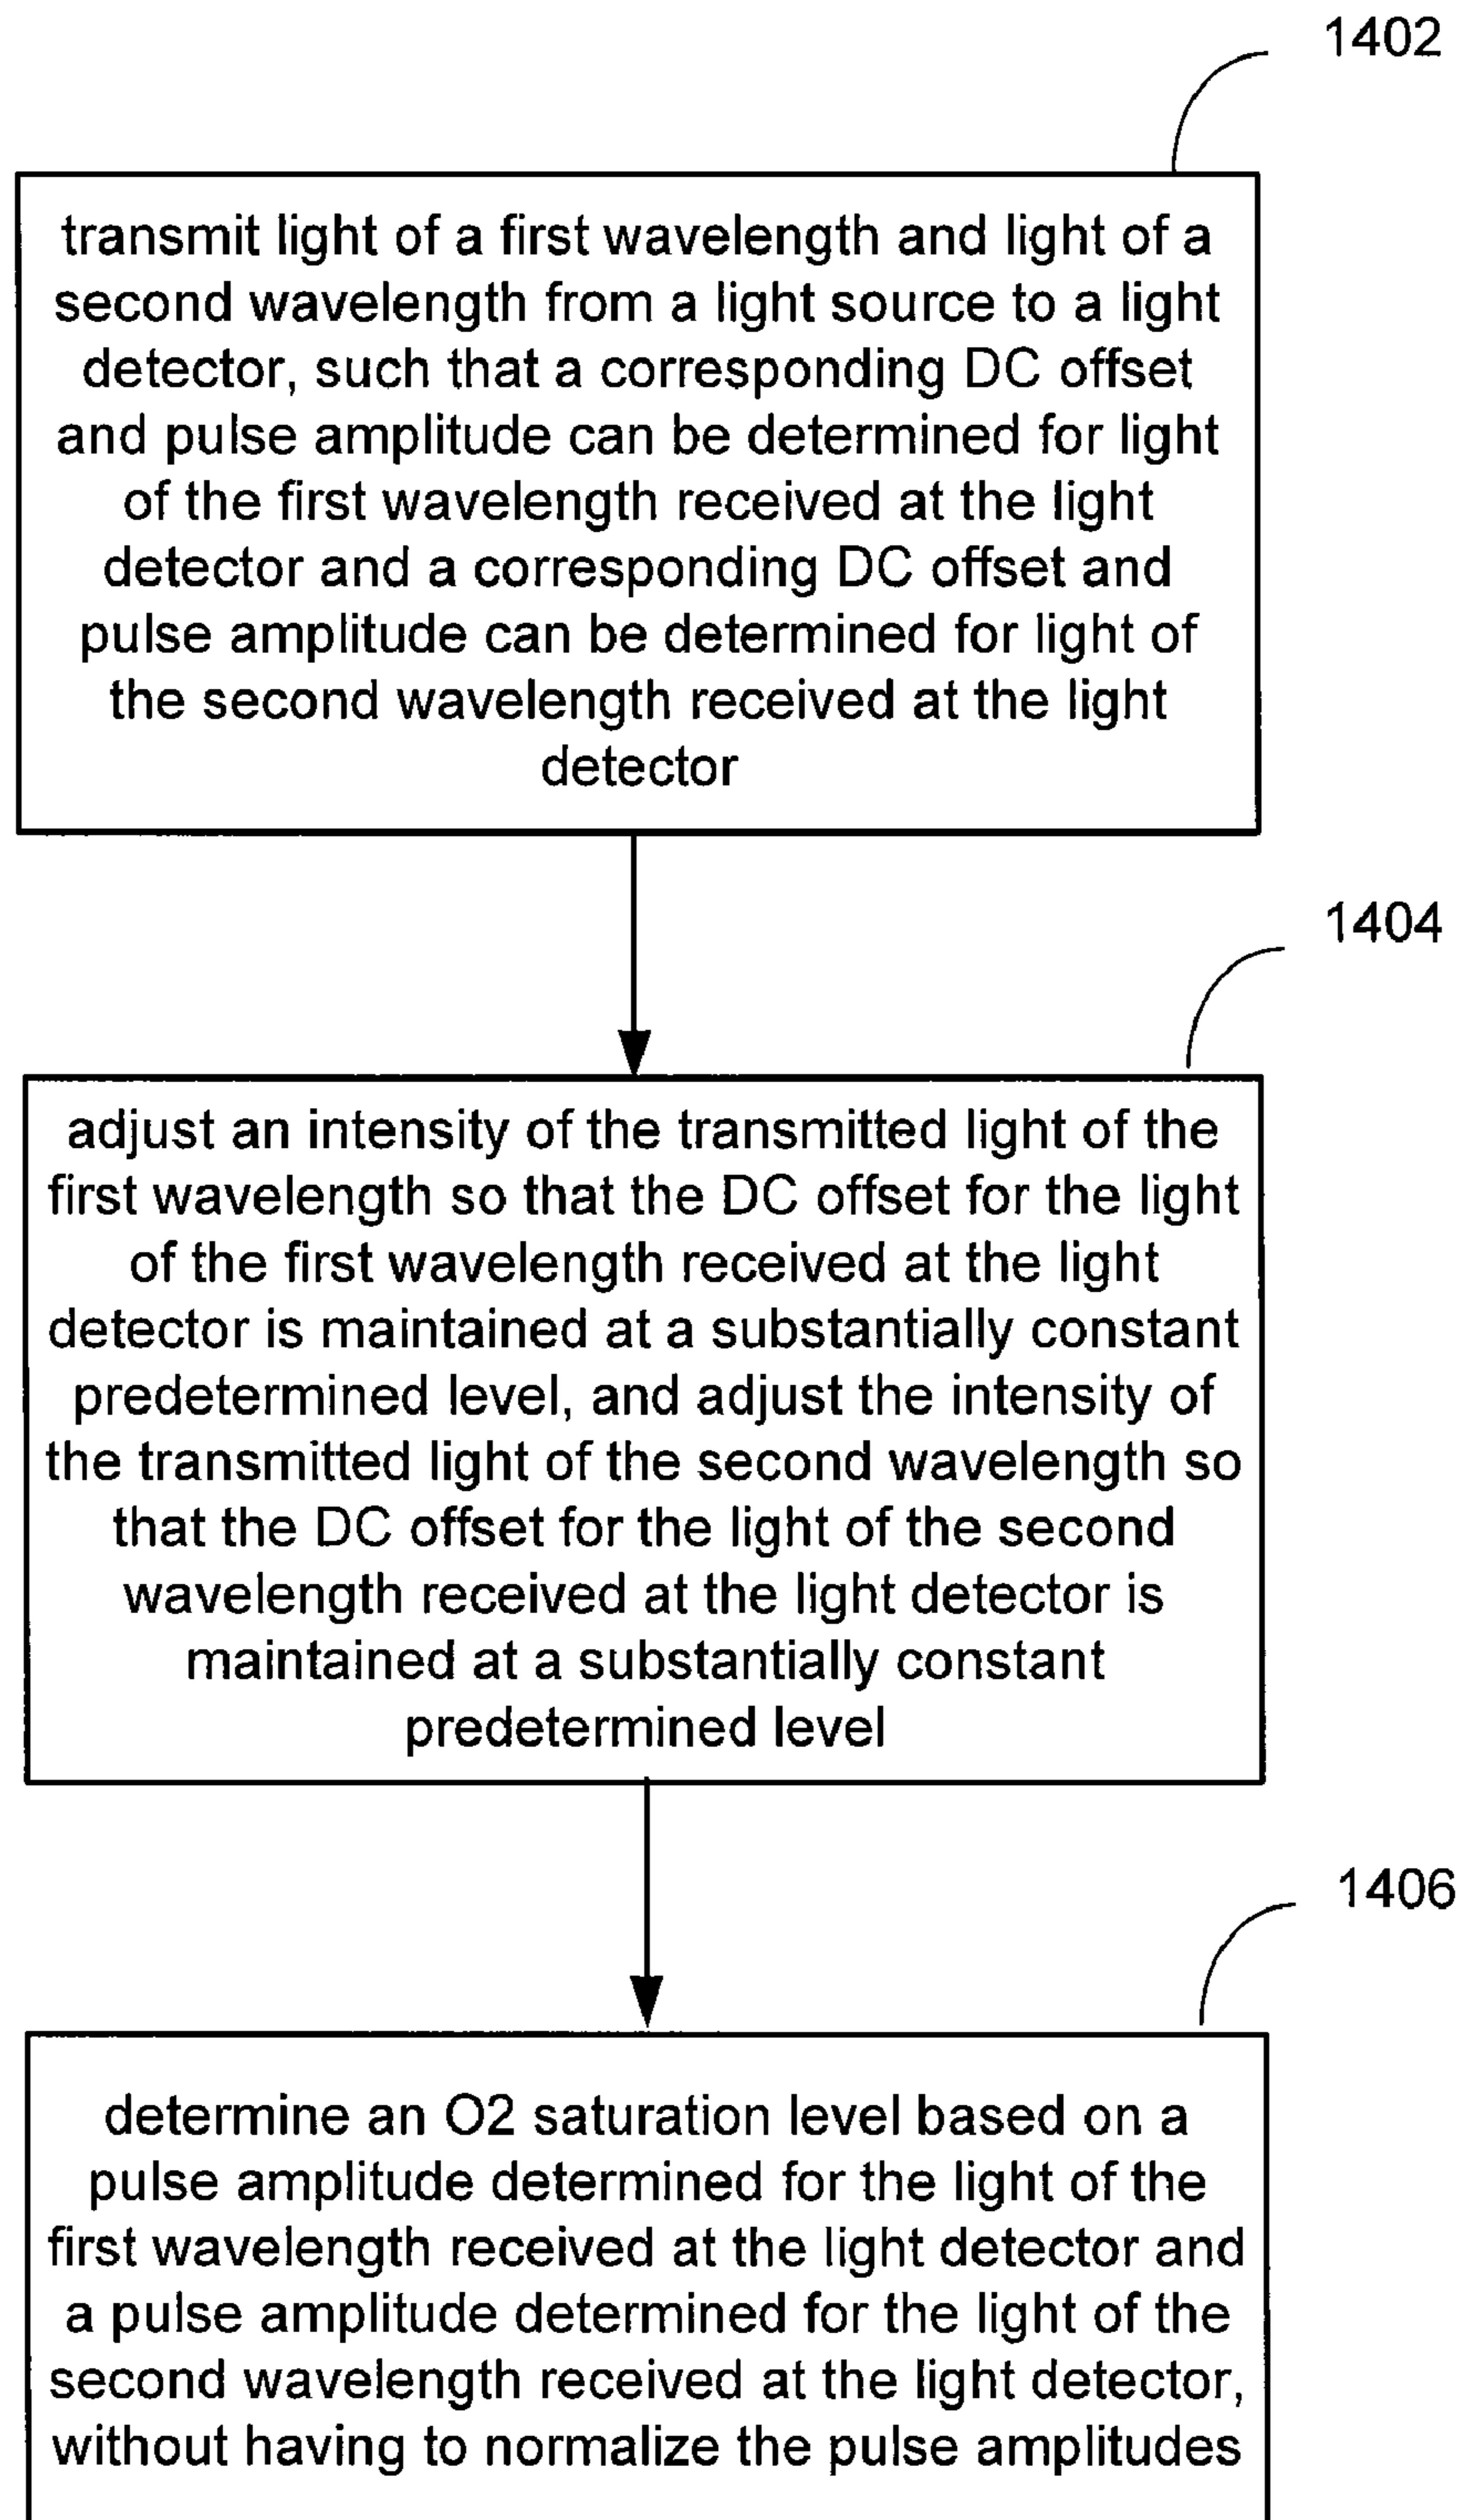 1402
transmit light of a first wavelength and light of a
second wavelength from a light source to a light
detector, such that a corresponding DC offset
and pulse amplitude can be determined for light
of the first wavelength received at the light
detector and a corresponding DC offset and
pulse amplitude can be determined for light of
the second wavelength received at the light
detector
1404
adjust an intensity of the transmitted light of the
first wavelength so that the DC offset for the light
of the first wavelength received at the light
detector is maintained at a substantially constant
predetermined level, and adjust the intensity of
the transmitted light of the second wavelength so
that the DC offset for the light of the second
wavelength received at the light detector is
maintained at a substantially constant
predetermined level
1406
determine an O2 saturation level based on a
pulse amplitude determined for the light of the
first wavelength received at the light detector and
a pulse amplitude determined for the light of the
second wavelength received at the light detector,
without having to normalize the pulse amplitudes